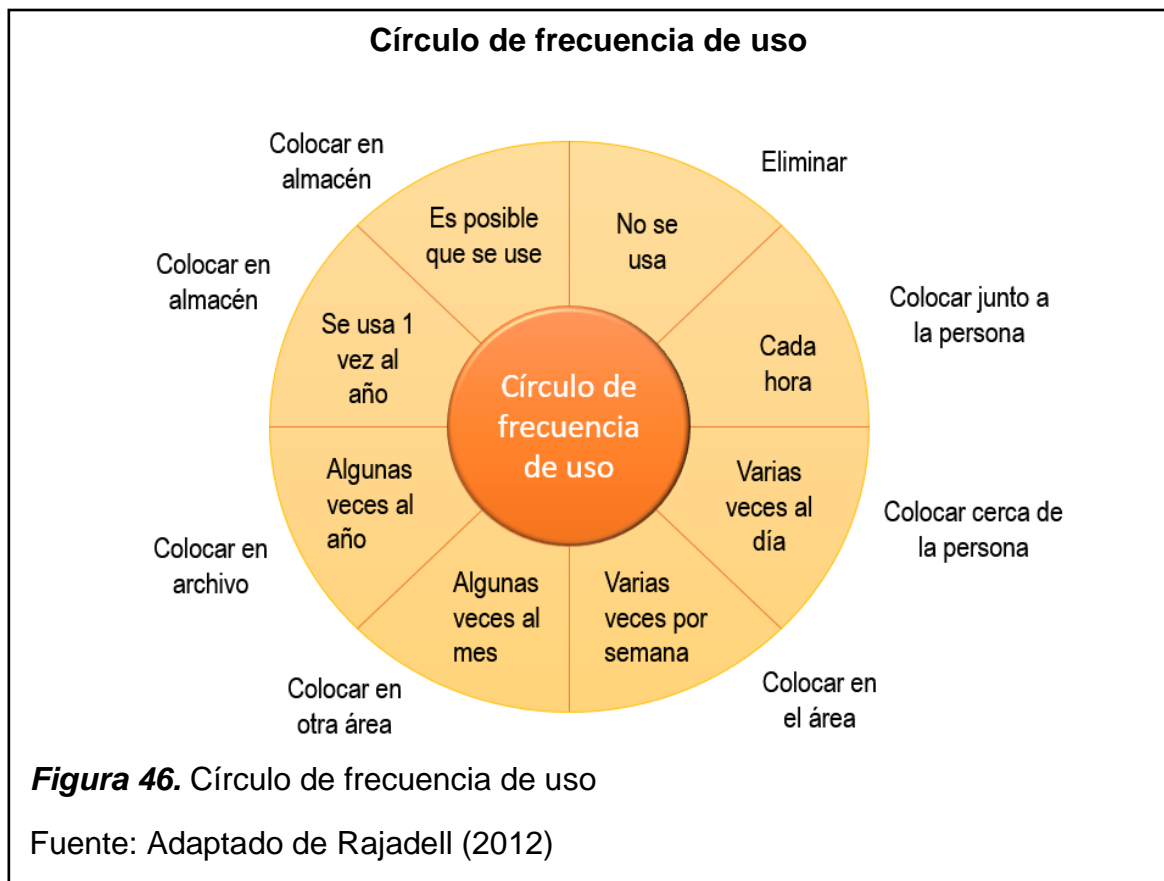 Círculo de frecuencia de uso
Colocar en
almacén
Eliminar
Es posible
que se use
No se
usa
Colocar en
almacén
Colocar junto a
la persona
Se usa 1
vez al
año
Cada
hora
Círculo de
frecuencia
de uso
Algunas
veces al
año
Varias
veces al
día
Colocar en
archivo
Colocar cerca de
la persona
Algunas
veces al
mes
Varias
veces por
semana
Colocar en
otra área
Colocar en
el área
Figura 46. Círculo de frecuencia de uso
Fuente: Adaptado de Rajadell (2012)